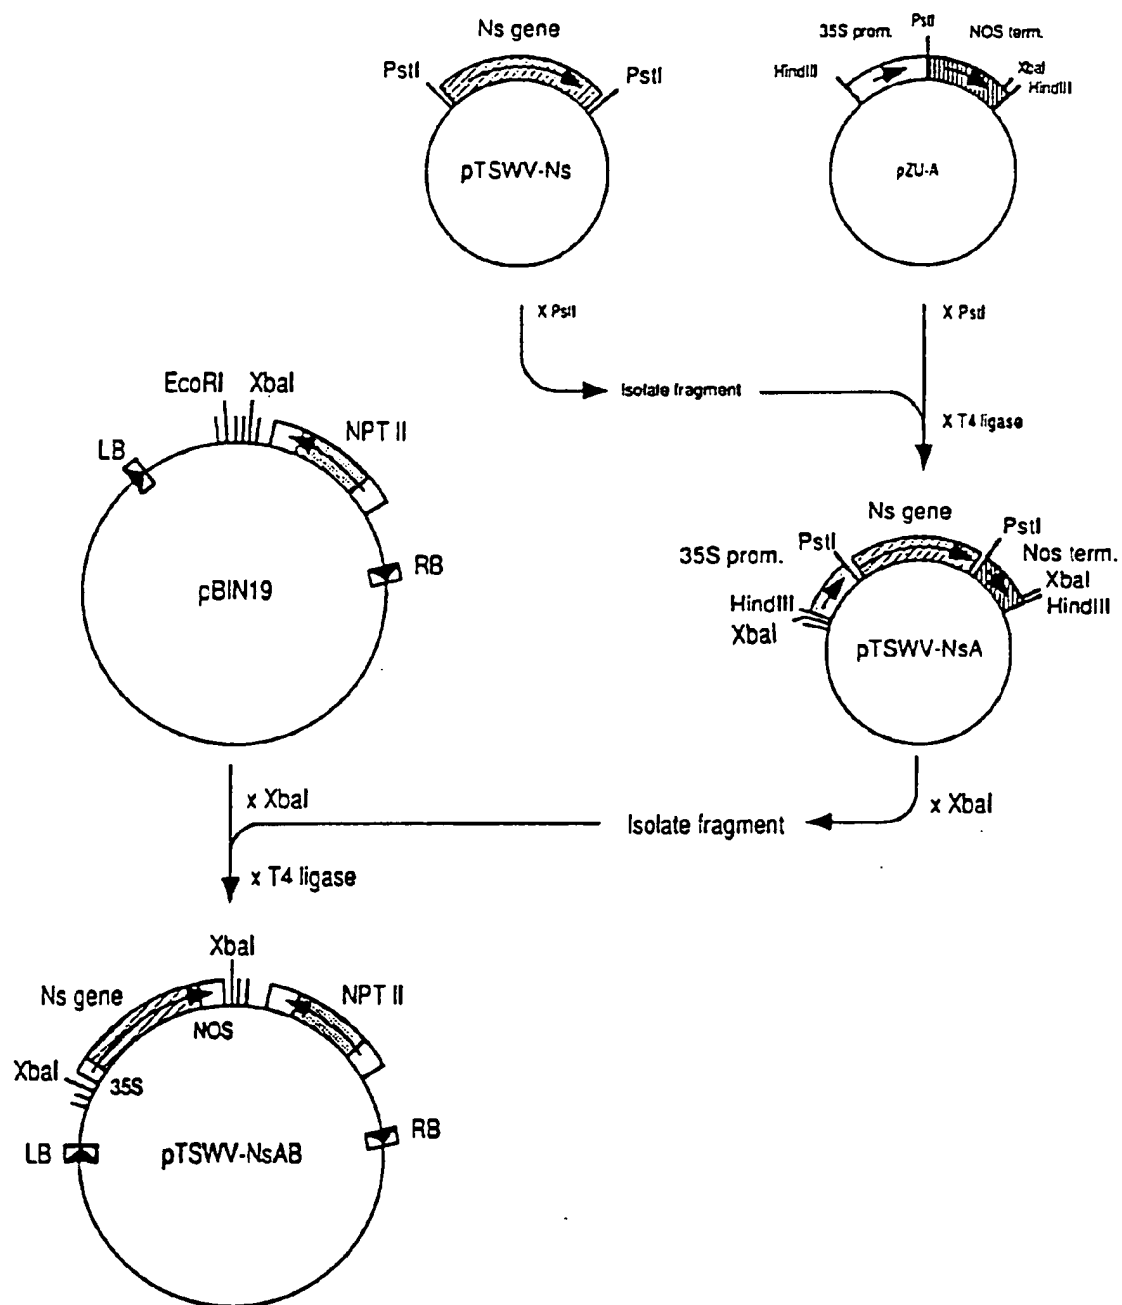 Ns gene
PstI
PstI
pTSWV-Ns
35S prom.
PstI
NOS term.
HindIII
XbaI
HindIII
pZU-A
x PstI
x PstI
Isolate fragment
x T4 ligase
EcoRI
XbaI
LB
NPT II
RB
pBIN19
Ns gene
PstI
PstI
35S prom.
Nos term.
XbaI
HindIII
HindIII
XbaI
pTSWV-NsA
x XbaI
x XbaI
Isolate fragment
x T4 ligase
XbaI
Ns gene
NPT II
NOS
XbaI
35S
LB
RB
pTSWV-NsAB